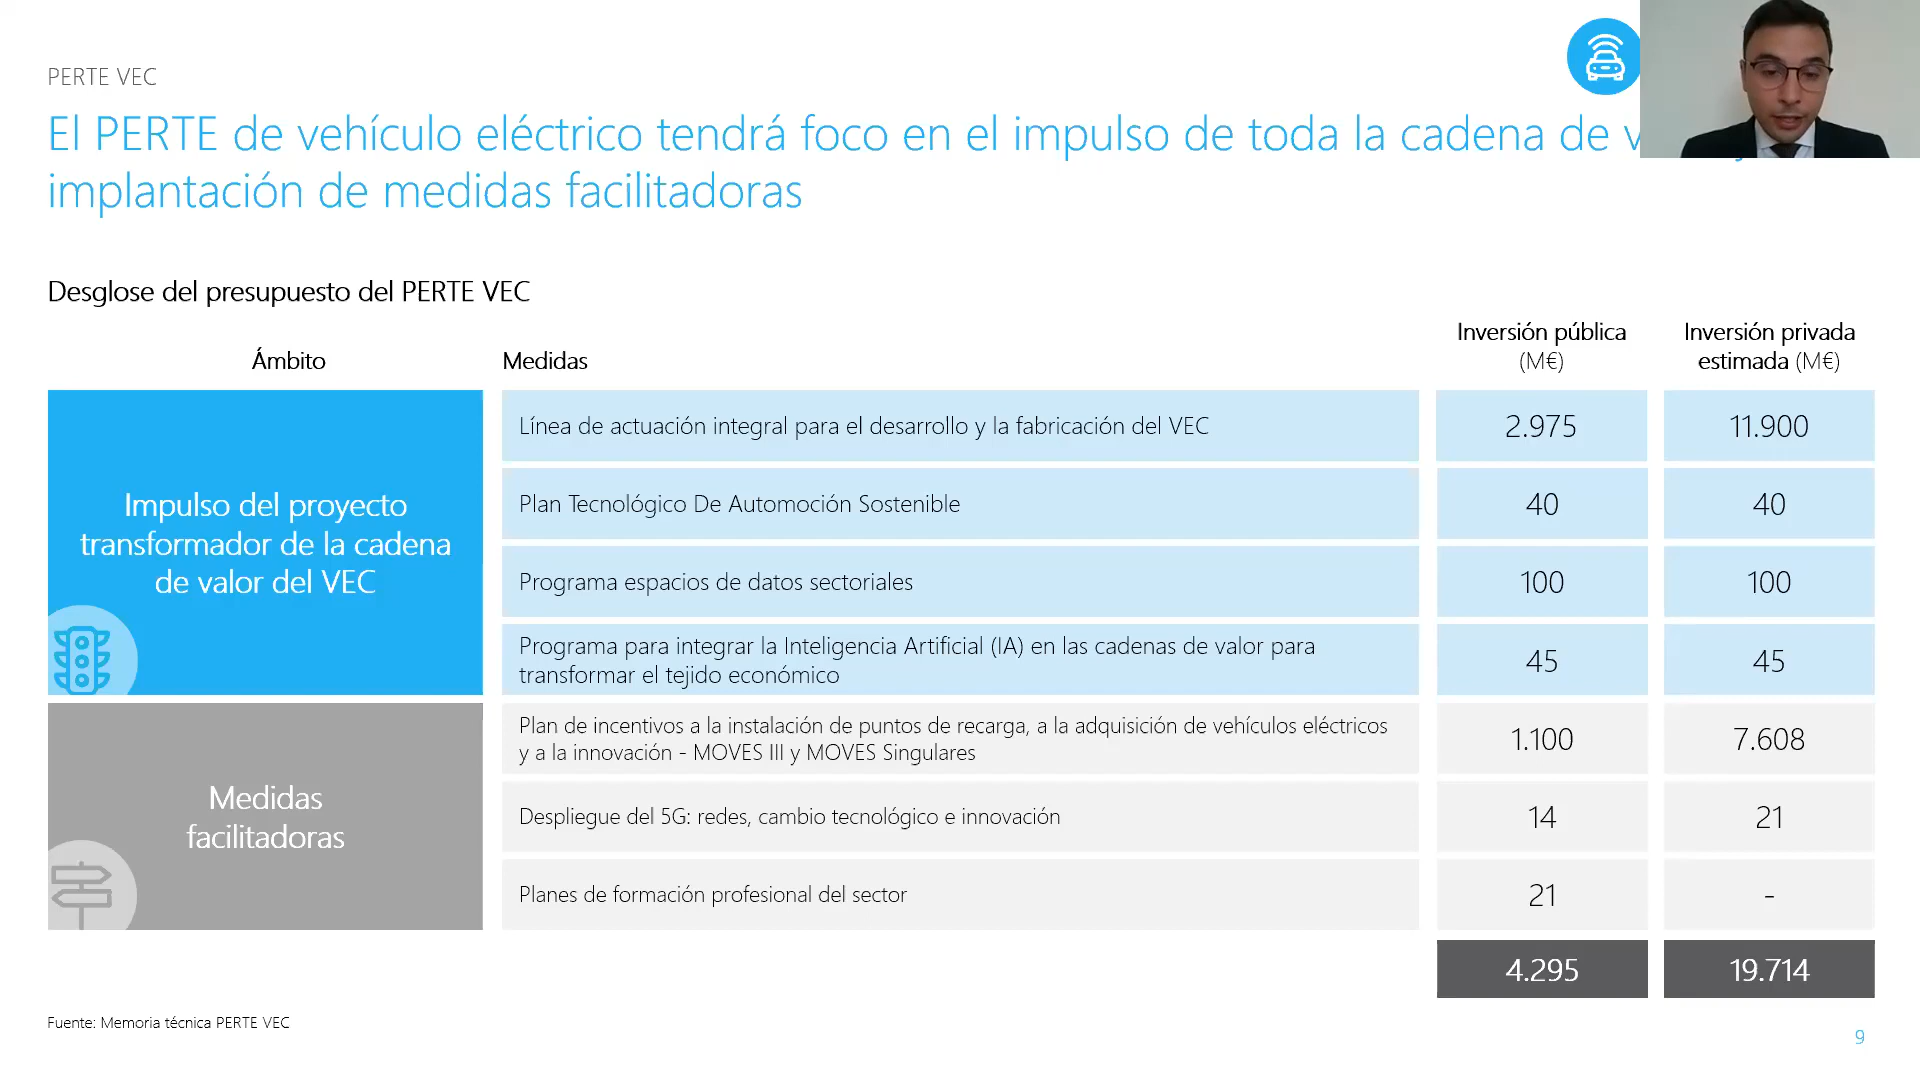 PERTE VEC
El PERTE de vehículo eléctrico tendrá foco en el impulso de toda la cadena de
implantación de medidas facilitadoras
Desglose del presupuesto del PERTE VEC
Ámbito
Medidas
Inversión pública
(M€)
Inversión privada
estimada (M€)
Impulso del proyecto
transformador de la cadena
de valor del VEC
Línea de actuación integral para el desarrollo y la fabricación del VEC
2.975
11.900
Plan Tecnológico De Automoción Sostenible
40
40
Programa espacios de datos sectoriales
100
100
Programa para integrar la Inteligencia Artificial (IA) en las cadenas de valor para
transformar el tejido económico
45
45
Medidas
facilitadoras
Plan de incentivos a la instalación de puntos de recarga, a la adquisición de vehículos eléctricos
y a la innovación - MOVES III y MOVES Singulares
1.100
7.608
Despliegue del 5G: redes, cambio tecnológico e innovación
14
21
Planes de formación profesional del sector
21
-
4.295
19.714
Fuente: Memoria técnica PERTE VEC
9